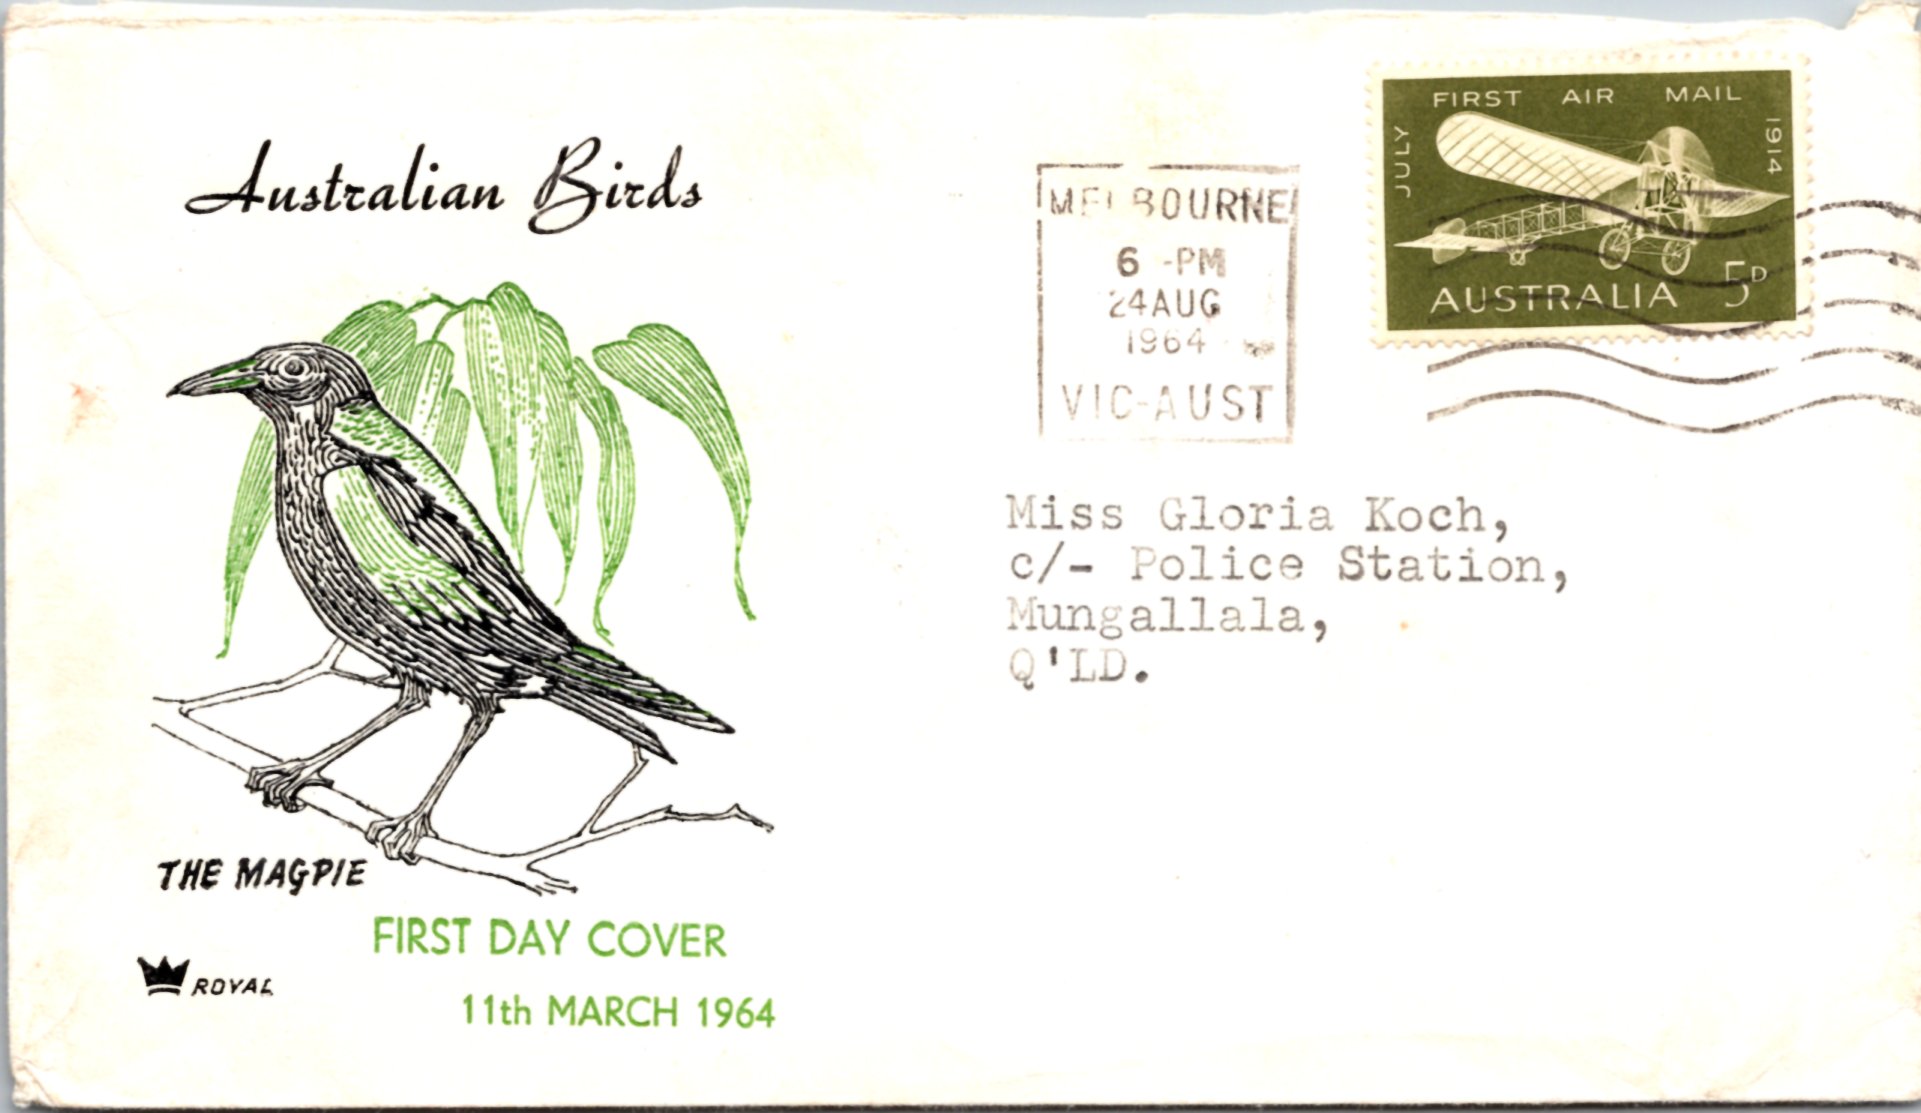 Australian Birds
THE MAGPIE
ROYAL
FIRST DAY COVER
11th MARCH 1964
MELBOURNE
6 -PM
24AUG
1964
VIC-AUST
FIRST AIR MAIL
JULY
1914
AUSTRALIA 5D
Miss Gloria Koch,
c/- Police Station,
Mungallala,
Q'LD.